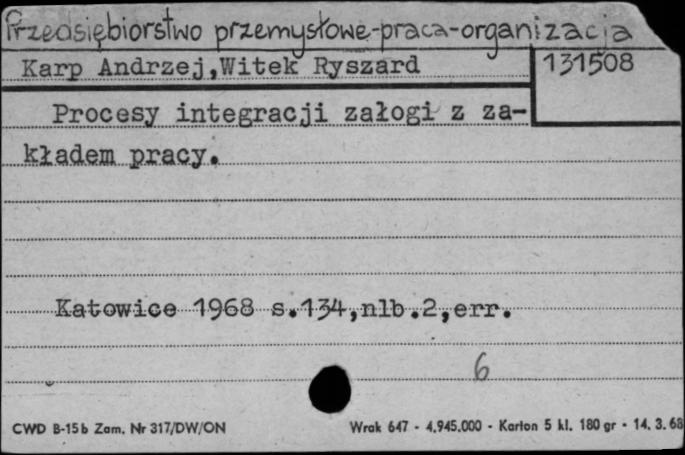 Przedsiębiorstwo przemysłowe-praca-organizacja
Karp Andrzej,Witek Ryszard
131508
Procesy integracji załogi z za-
kładem pracy.
Katowice 1968 s.134,nlb.2,err.
6
CWD B-15b Zam. Nr 317/DW/ON
Wrak 647 - 4.945.000 - Karton 5 kl. 180 gr - 14. 3. 68